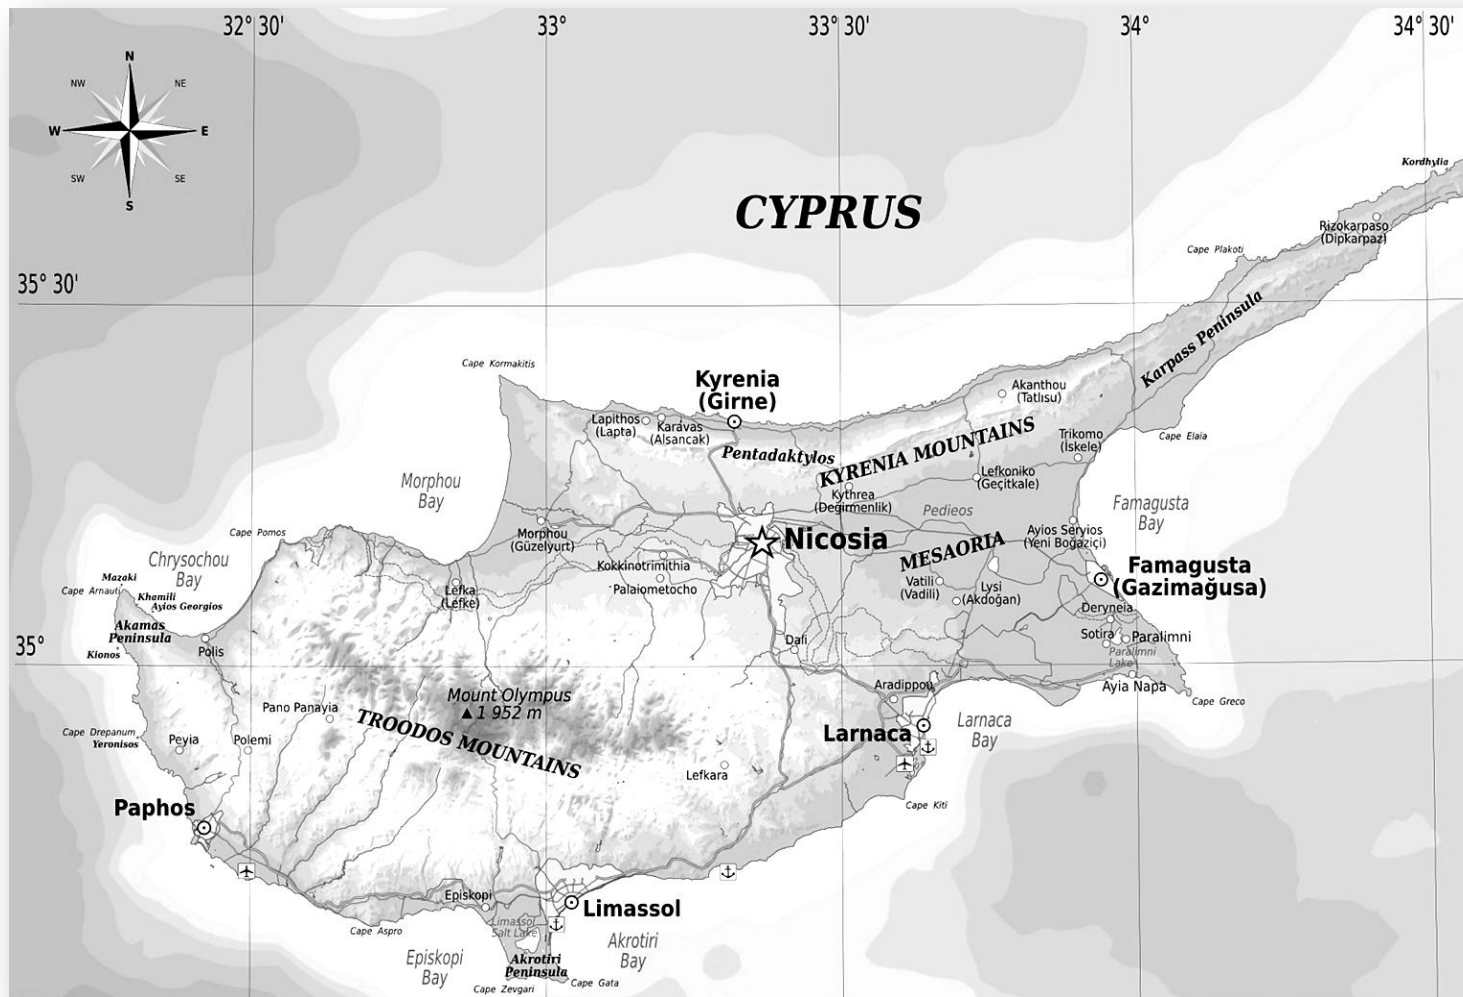 32° 30'
33°
33° 30'
34°
34° 30'
N
NW
NE
W
E
SW
SE
S
Kordhylia
CYPRUS
Rizokarpaso
(Dipkarpaz)
Cape Plakoti
35° 30'
Karpass Peninsula
Cape Kormakitis
Kyrenia
(Girne)
Akanthou
(Tatlısu)
Lapithos
(Lapta)
Karavas
(Alsancak)
Pentadaktylos
KYRENIA MOUNTAINS
Trikomo
(İskele)
Cape Elaia
Morphou
Bay
Lefkoniko
(Geçitkale)
Kythrea
(Değirmenlik)
Pedieos
Famagusta
Bay
Cape Pomos
Morphou
(Güzelyurt)
Nicosia
MESAORIA
Ayios Seryios
(Yeni Boğaziçi)
Chrysochou
Bay
Kokkinotrimithia
Palaiometocho
Famagusta
(Gazimağusa)
Mazaki
Cape Arnauti
Khamili
Ayios Georgios
Lefka
(Lefke)
Vatili
(Vadili)
Lysi
(Akdoğan)
Deryneia
Akamas
Peninsula
Kionos
Polis
Dali
Sotira
Paralimni
Paralimni
Lake
35°
Mount Olympus
1 952 m
Aradippou
Ayia Napa
Cape Greco
Pano Panayia
TROODOS MOUNTAINS
Larnaca
Larnaca
Bay
Cape Drepanum
Yeronisos
Peyia
Polemi
Lefkara
Paphos
Cape Kiti
Episkopi
Limassol
Limassol
Salt Lake
Cape Aspro
Episkopi
Bay
Akrotiri
Bay
Akrotiri
Peninsula
Cape Zevgari
Cape Gata